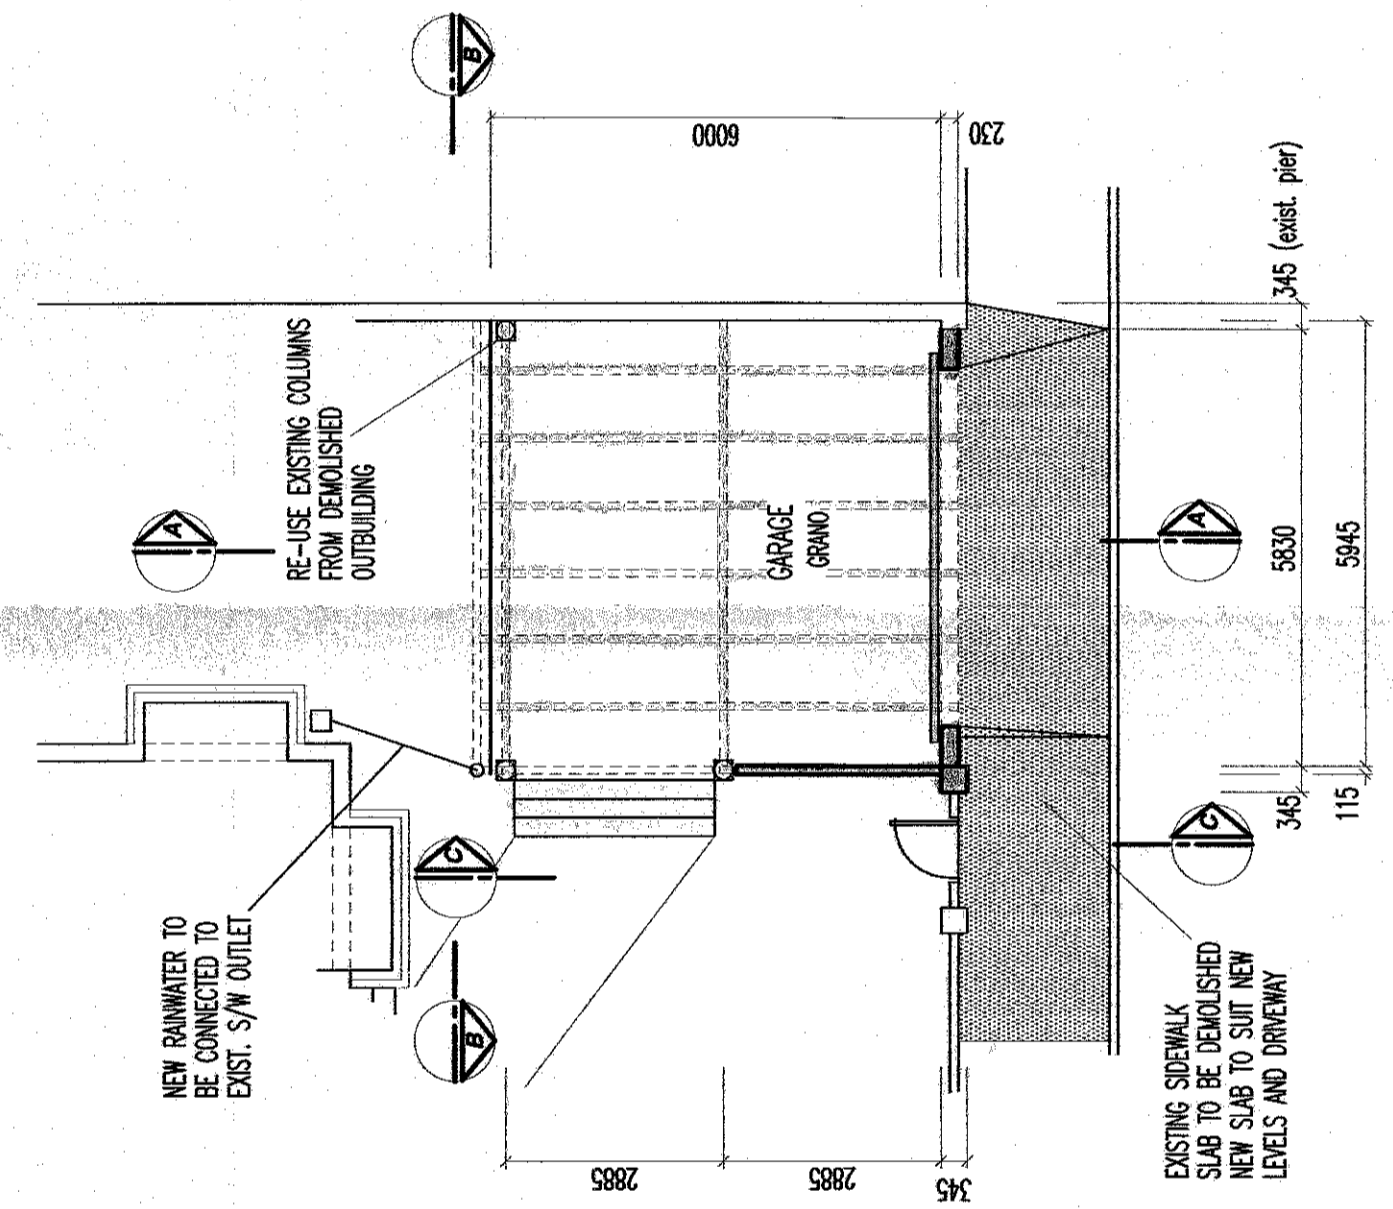 B
6000
230
345 (exist. pier)
RE-USE EXISTING COLUMNS
FROM DEMOLISHED
OUTBUILDING
A
GARAGE
GRANO
A
5830
5945
NEW RAINWATER TO
BE CONNECTED TO
EXIST. S/W OUTLET
C
B
C
345
115
EXISTING SIDEWALK
SLAB TO BE DEMOLISHED
NEW SLAB TO SUIT NEW
LEVELS AND DRIVEWAY
2885
2885
345